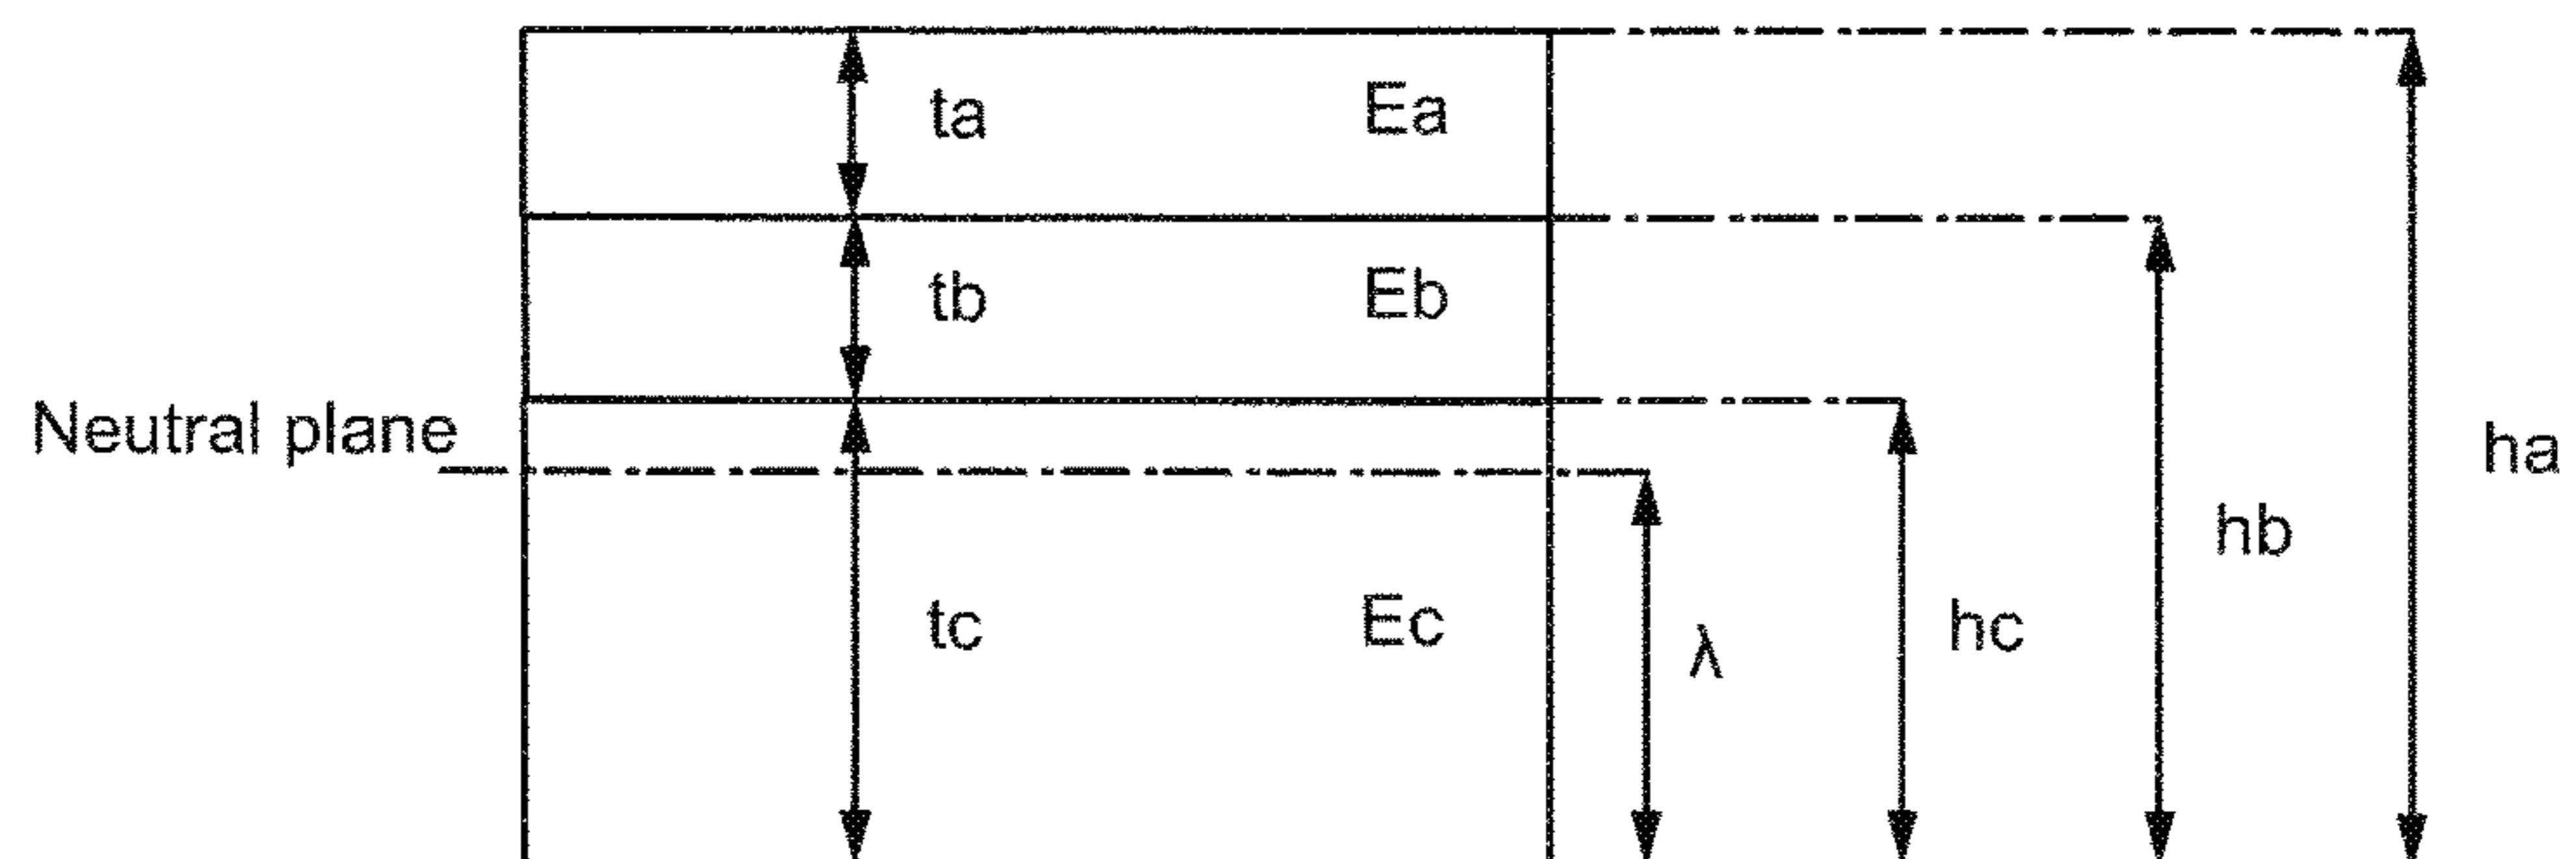 ta Ea
tb Eb
Neutral plane
ha
hb
tc Ec
λ
hc